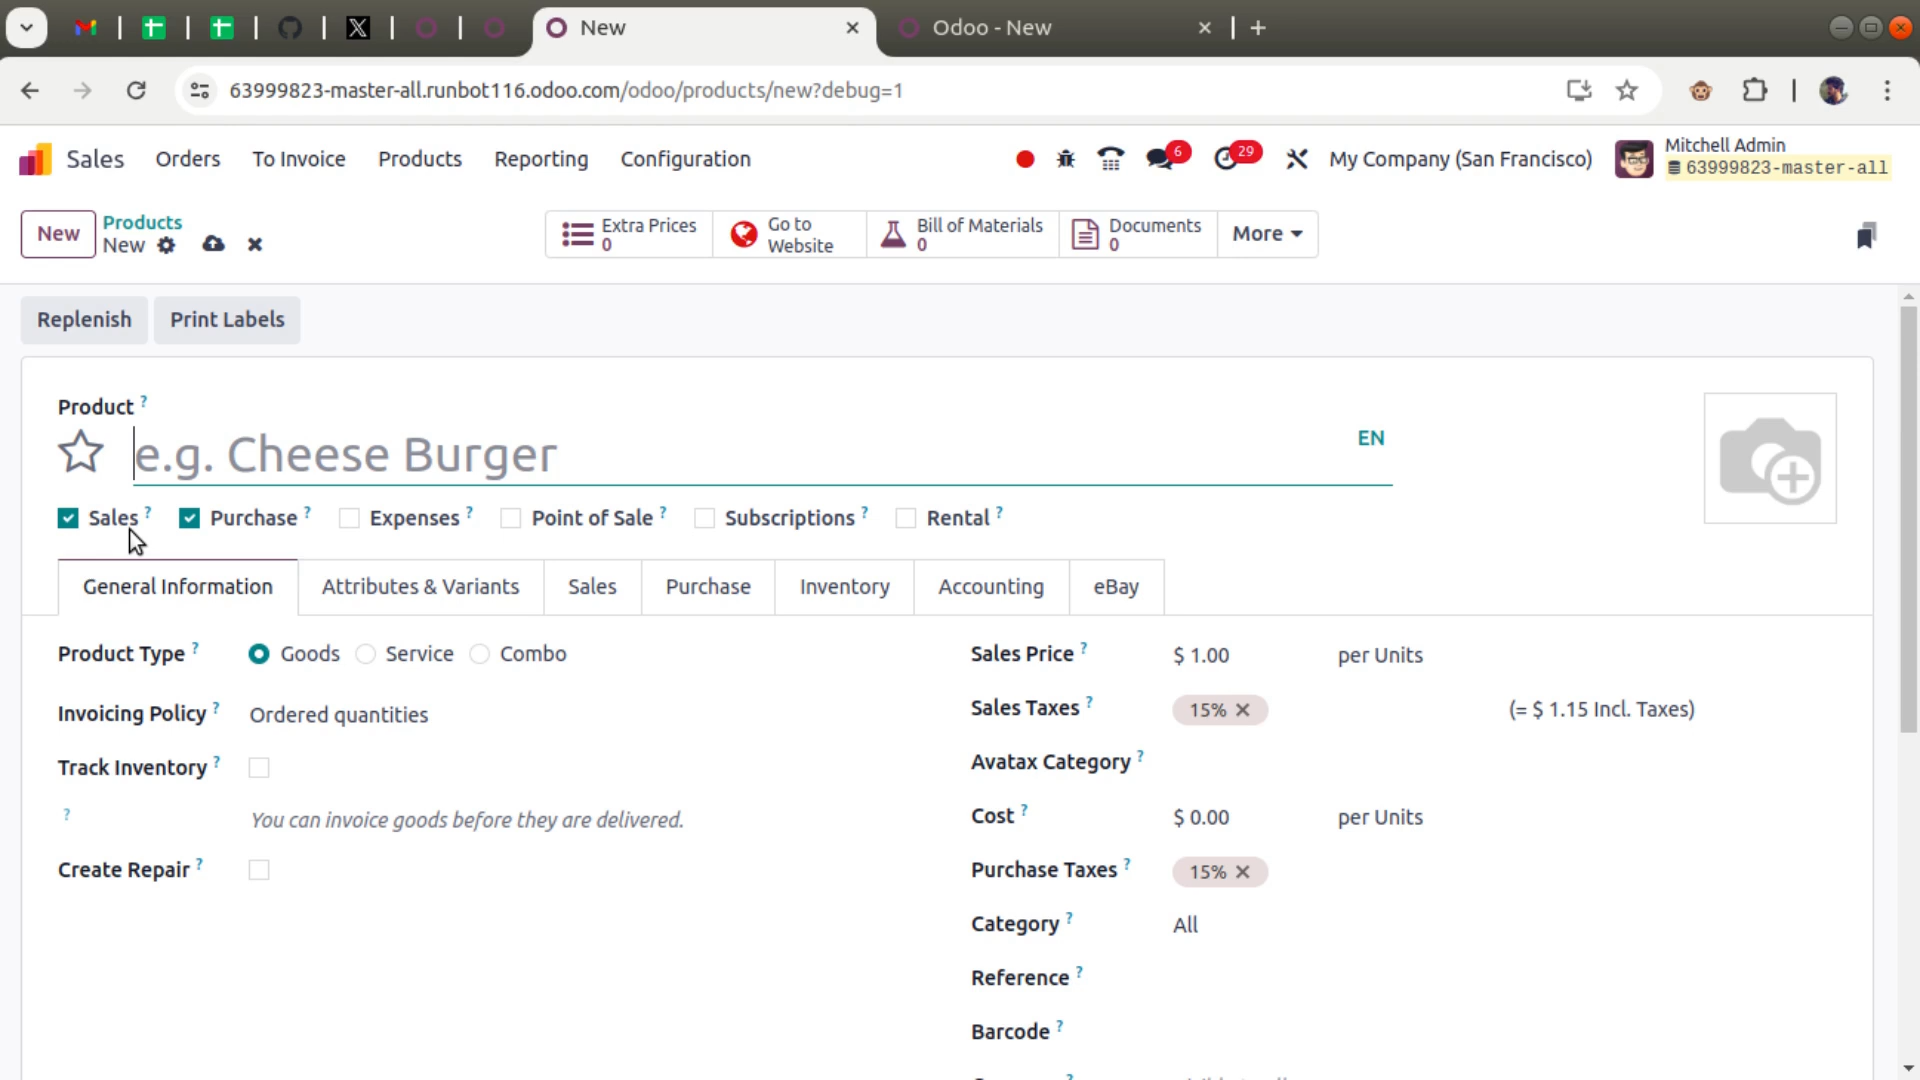 New
Odoo - New
63999823-master-all.runbot116.odoo.com/odoo/products/new?debug=1
Sales Orders To Invoice Products Reporting Configuration
6 29 My Company (San Francisco) Mitchell Admin
63999823-master-all
New Products
New
Extra Prices
0
Go to
Website
Bill of Materials
0
Documents
0
More
Replenish Print Labels
Product ?
e.g. Cheese Burger EN
Sales ? Purchase ? Expenses ? Point of Sale ? Subscriptions ? Rental ?
General Information Attributes & Variants Sales Purchase Inventory Accounting eBay
Product Type ? Goods Service Combo
Invoicing Policy ? Ordered quantities
Track Inventory ?
? You can invoice goods before they are delivered.
Create Repair ?
Sales Price ? $ 1.00 per Units
Sales Taxes ? 15% (= $ 1.15 Incl. Taxes)
Avatax Category ?
Cost ? $ 0.00 per Units
Purchase Taxes ? 15%
Category ? All
Reference ?
Barcode ?